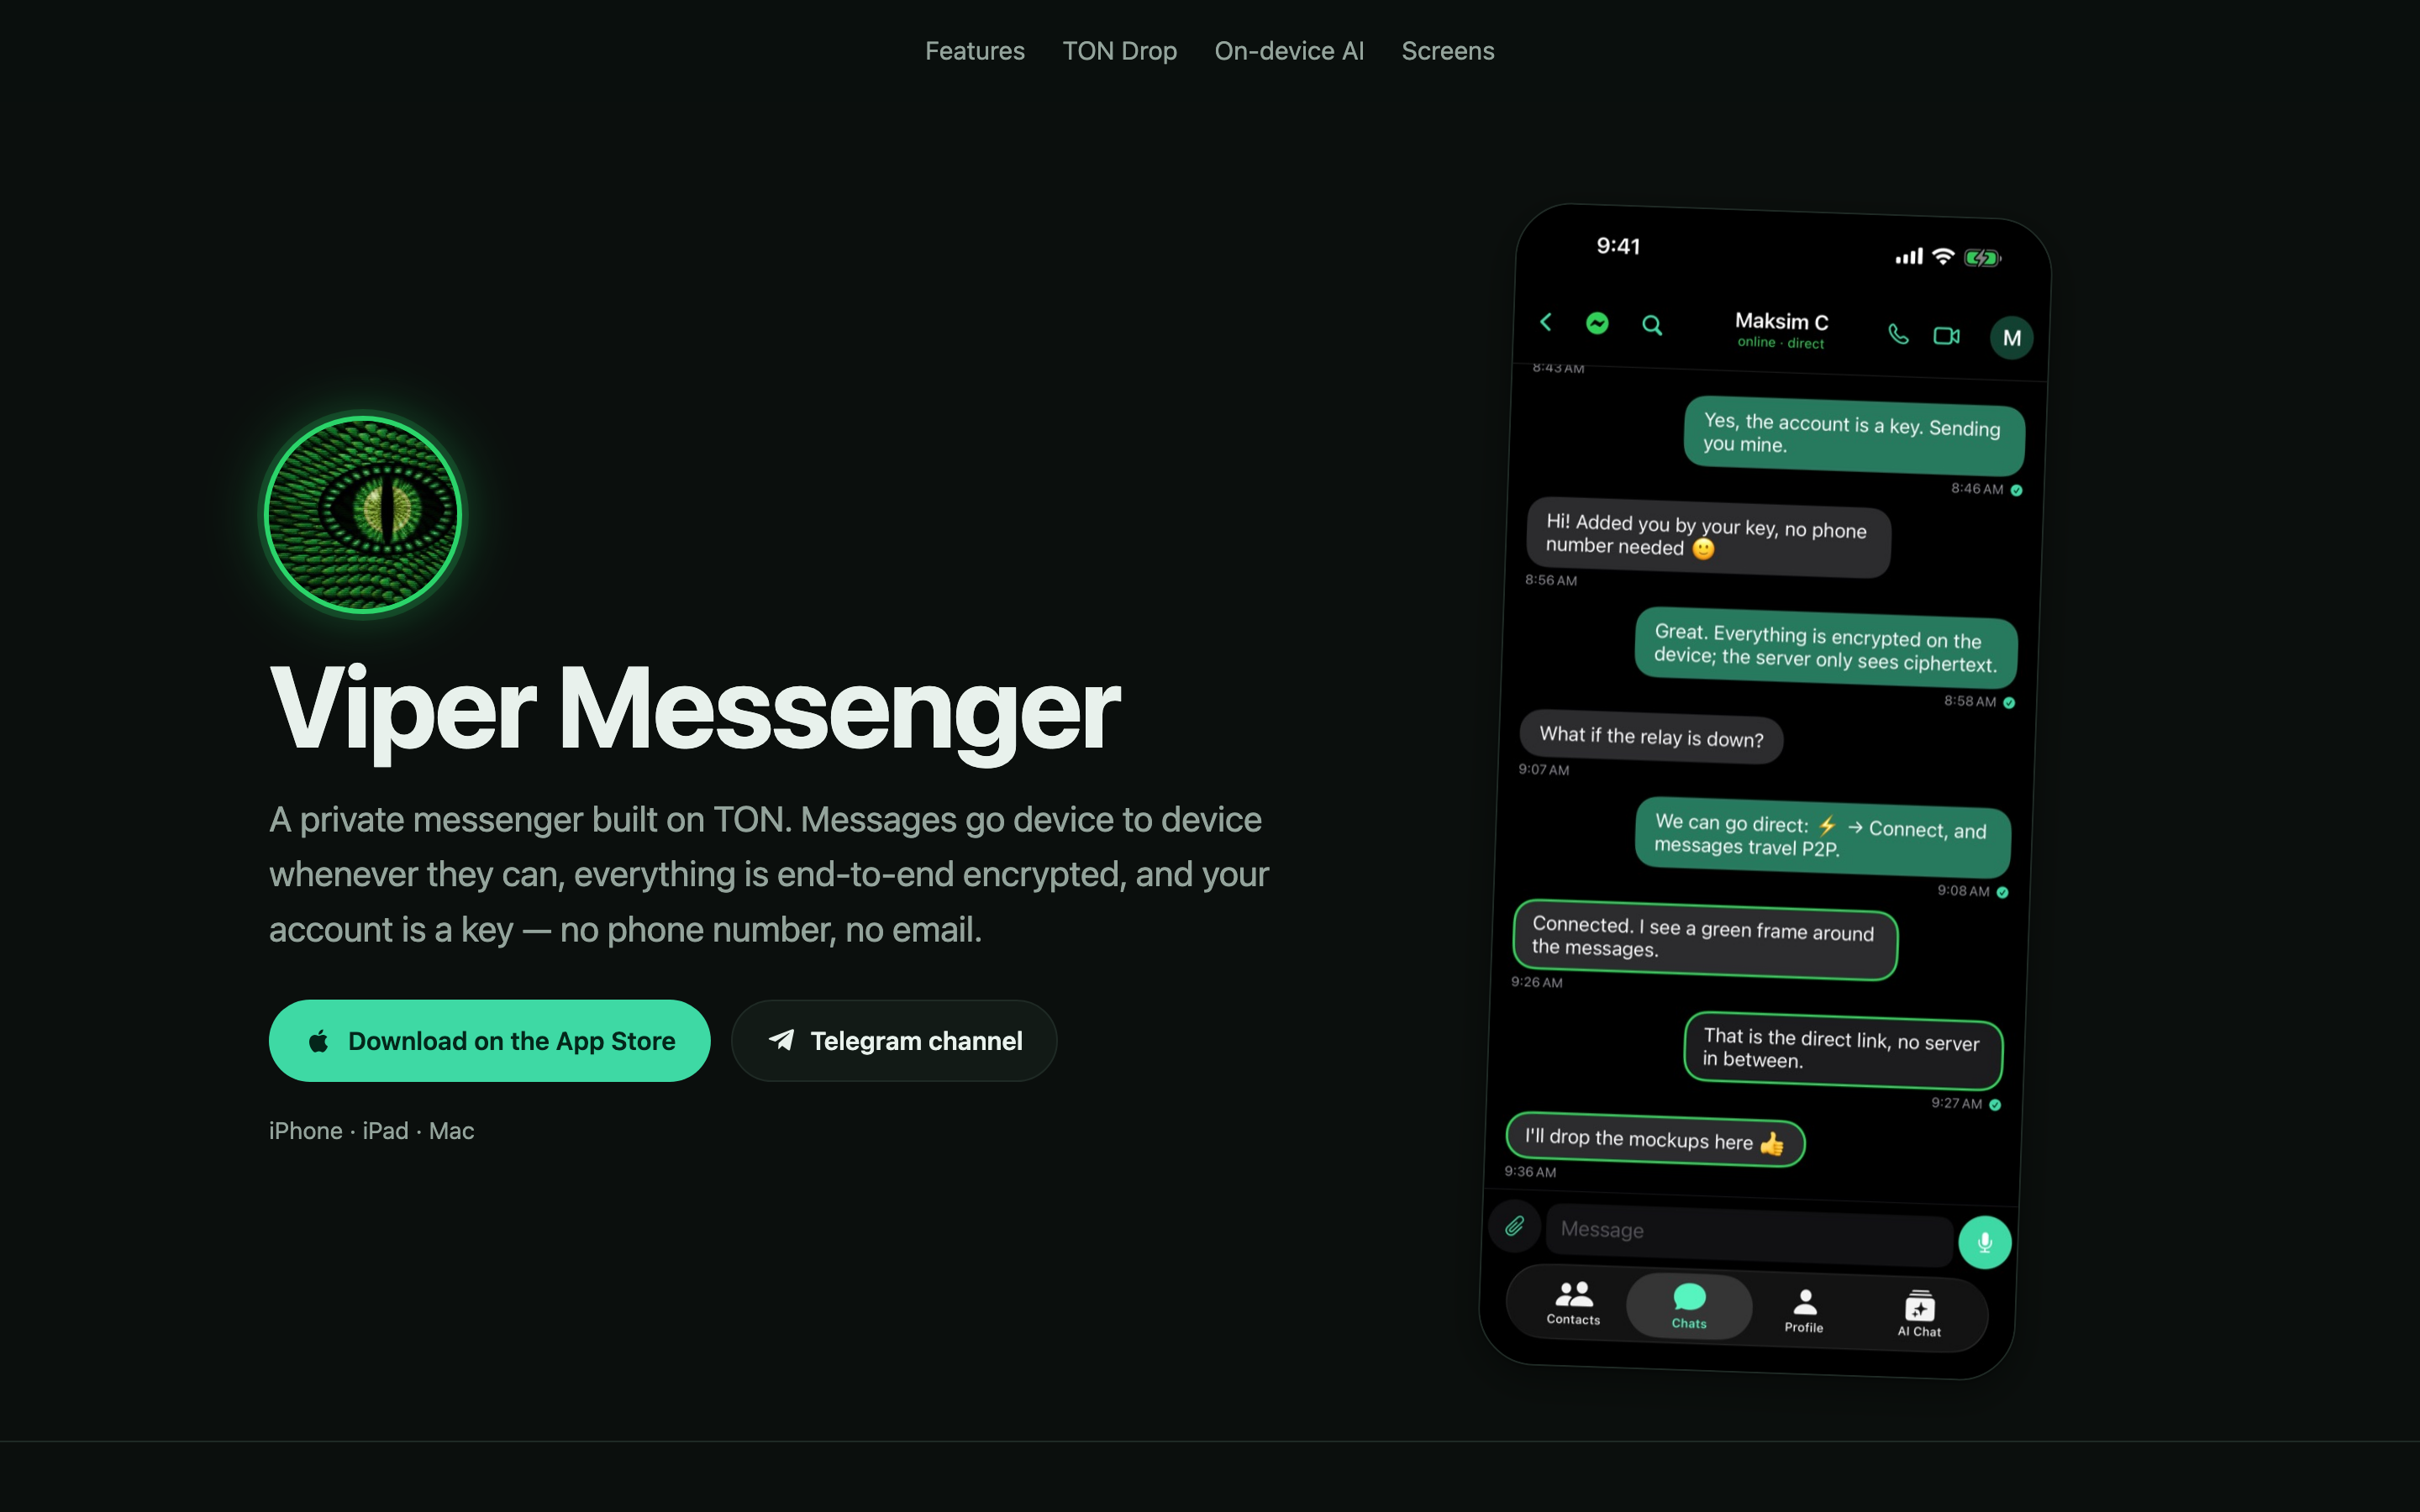 Features TON Drop On-device AI Screens
Viper Messenger
A private messenger built on TON. Messages go device to device
whenever they can, everything is end-to-end encrypted, and your
account is a key — no phone number, no email.
Download on the App Store
Telegram channel
iPhone · iPad · Mac
9:41
Maksim C
online · direct
M
8:43 AM
Yes, the account is a key. Sending
you mine.
8:46 AM
Hi! Added you by your key, no phone
number needed 🙂
8:56 AM
Great. Everything is encrypted on the
device; the server only sees ciphertext.
8:58 AM
What if the relay is down?
9:07 AM
We can go direct: ⚡ → Connect, and
messages travel P2P.
9:08 AM
Connected. I see a green frame around
the messages.
9:26 AM
That is the direct link, no server
in between.
9:27 AM
I'll drop the mockups here 👍
9:36 AM
Message
Contacts
Chats
Profile
AI Chat